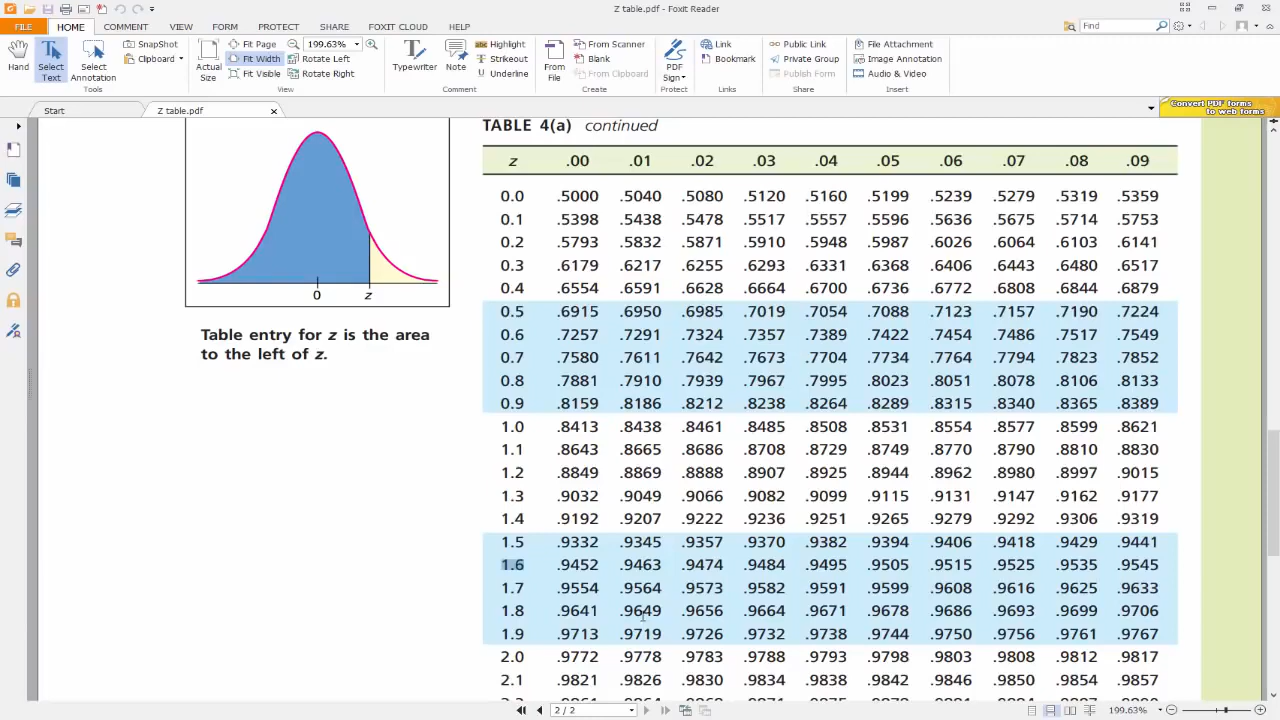 Z table.pdf - Foxit Reader
FILE HOME COMMENT VIEW FORM PROTECT SHARE FOXIT CLOUD HELP
Find
Hand
Select Text
Select Annotation
SnapShot
Clipboard
Tools
Actual Size
Fit Page
Fit Width
Fit Visible
199.63%
Rotate Left
Rotate Right
View
Typewriter
Note
Highlight
Strikeout
Underline
Comment
From File
From Scanner
Blank
From Clipboard
Create
PDF Sign
Protect
Link
Bookmark
Links
Public Link
Private Group
Publish Form
Share
File Attachment
Image Annotation
Audio & Video
Insert
Start
Z table.pdf
Convert PDF forms
to web forms
0 z
Table entry for z is the area
to the left of z.
TABLE 4(a) continued
z .00 .01 .02 .03 .04 .05 .06 .07 .08 .09
0.0 .5000 .5040 .5080 .5120 .5160 .5199 .5239 .5279 .5319 .5359
0.1 .5398 .5438 .5478 .5517 .5557 .5596 .5636 .5675 .5714 .5753
0.2 .5793 .5832 .5871 .5910 .5948 .5987 .6026 .6064 .6103 .6141
0.3 .6179 .6217 .6255 .6293 .6331 .6368 .6406 .6443 .6480 .6517
0.4 .6554 .6591 .6628 .6664 .6700 .6736 .6772 .6808 .6844 .6879
0.5 .6915 .6950 .6985 .7019 .7054 .7088 .7123 .7157 .7190 .7224
0.6 .7257 .7291 .7324 .7357 .7389 .7422 .7454 .7486 .7517 .7549
0.7 .7580 .7611 .7642 .7673 .7704 .7734 .7764 .7794 .7823 .7852
0.8 .7881 .7910 .7939 .7967 .7995 .8023 .8051 .8078 .8106 .8133
0.9 .8159 .8186 .8212 .8238 .8264 .8289 .8315 .8340 .8365 .8389
1.0 .8413 .8438 .8461 .8485 .8508 .8531 .8554 .8577 .8599 .8621
1.1 .8643 .8665 .8686 .8708 .8729 .8749 .8770 .8790 .8810 .8830
1.2 .8849 .8869 .8888 .8907 .8925 .8944 .8962 .8980 .8997 .9015
1.3 .9032 .9049 .9066 .9082 .9099 .9115 .9131 .9147 .9162 .9177
1.4 .9192 .9207 .9222 .9236 .9251 .9265 .9279 .9292 .9306 .9319
1.5 .9332 .9345 .9357 .9370 .9382 .9394 .9406 .9418 .9429 .9441
1.6 .9452 .9463 .9474 .9484 .9495 .9505 .9515 .9525 .9535 .9545
1.7 .9554 .9564 .9573 .9582 .9591 .9599 .9608 .9616 .9625 .9633
1.8 .9641 .9649 .9656 .9664 .9671 .9678 .9686 .9693 .9699 .9706
1.9 .9713 .9719 .9726 .9732 .9738 .9744 .9750 .9756 .9761 .9767
2.0 .9772 .9778 .9783 .9788 .9793 .9798 .9803 .9808 .9812 .9817
2.1 .9821 .9826 .9830 .9834 .9838 .9842 .9846 .9850 .9854 .9857
2 / 2
199.63%